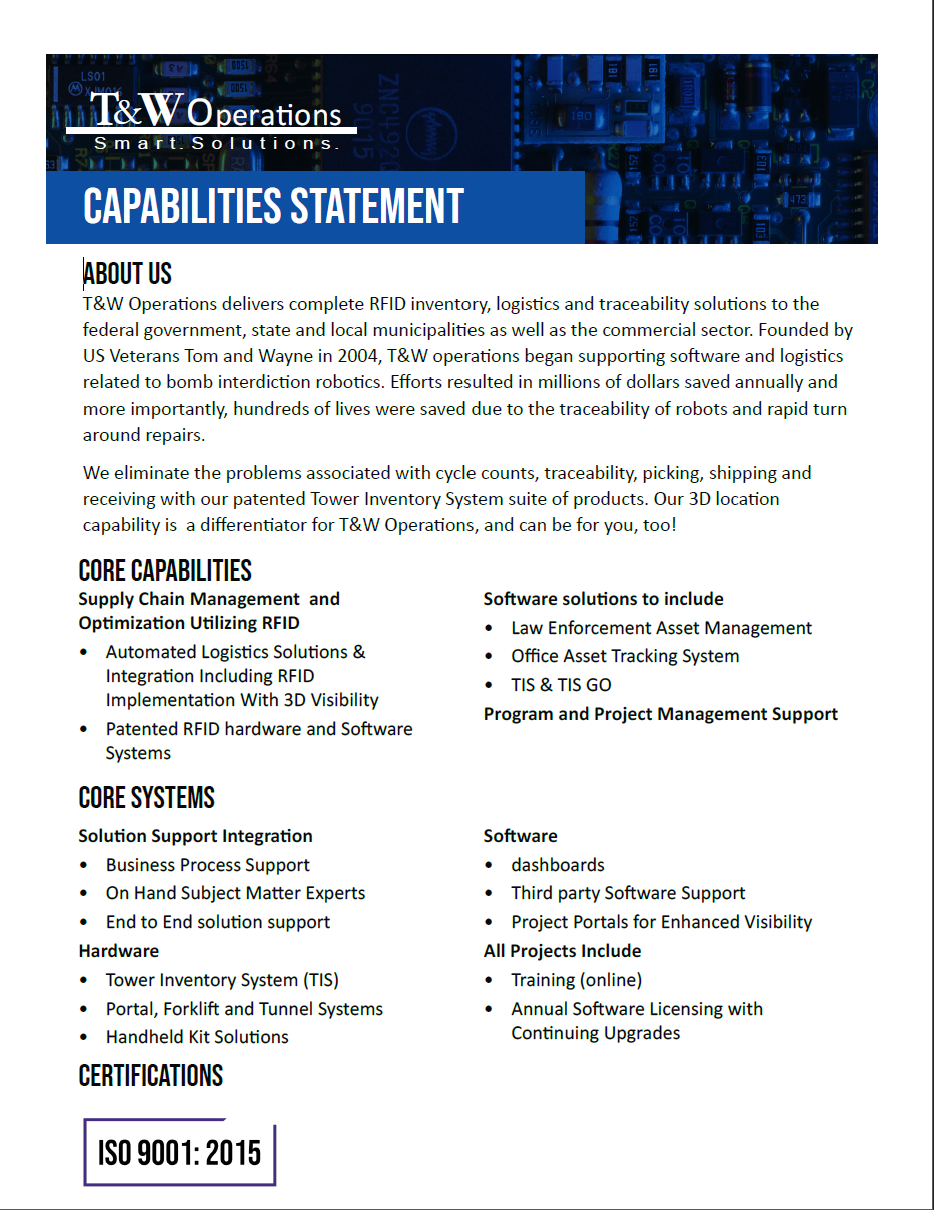 T&W Operations
Smart. Solutions.
CAPABILITIES STATEMENT
ABOUT US
T&W Operations delivers complete RFID inventory, logistics and traceability solutions to the
federal government, state and local municipalities as well as the commercial sector. Founded by
US Veterans Tom and Wayne in 2004, T&W operations began supporting software and logistics
related to bomb interdiction robotics. Efforts resulted in millions of dollars saved annually and
more importantly, hundreds of lives were saved due to the traceability of robots and rapid turn
around repairs.
We eliminate the problems associated with cycle counts, traceability, picking, shipping and
receiving with our patented Tower Inventory System suite of products. Our 3D location
capability is  a differentiator for T&W Operations, and can be for you, too!
CORE CAPABILITIES
Supply Chain Management  and
Optimization Utilizing RFID
• Automated Logistics Solutions &
Integration Including RFID
Implementation With 3D Visibility
• Patented RFID hardware and Software
Systems
Software solutions to include
• Law Enforcement Asset Management
• Office Asset Tracking System
• TIS & TIS GO
Program and Project Management Support
CORE SYSTEMS
Solution Support Integration
• Business Process Support
• On Hand Subject Matter Experts
• End to End solution support
Hardware
• Tower Inventory System (TIS)
• Portal, Forklift and Tunnel Systems
• Handheld Kit Solutions
Software
• dashboards
• Third party Software Support
• Project Portals for Enhanced Visibility
All Projects Include
• Training (online)
• Annual Software Licensing with
Continuing Upgrades
CERTIFICATIONS
ISO 9001: 2015